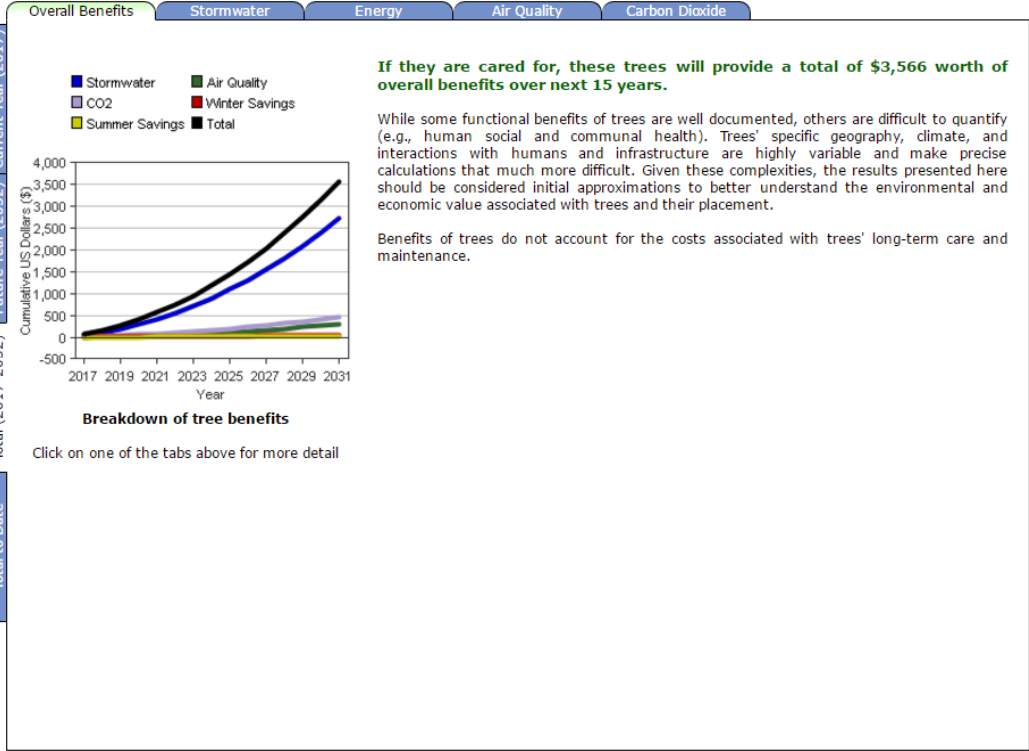 Overall Benefits
Stormwater
Energy
Air Quality
Carbon Dioxide
Stormwater
Air Quality
CO2
Winter Savings
Summer Savings
Total
If they are cared for, these trees will provide a total of $3,566 worth of
overall benefits over next 15 years.
While some functional benefits of trees are well documented, others are difficult to quantify
(e.g., human social and communal health). Trees' specific geography, climate, and
interactions with humans and infrastructure are highly variable and make precise
calculations that much more difficult. Given these complexities, the results presented here
should be considered initial approximations to better understand the environmental and
economic value associated with trees and their placement.
Benefits of trees do not account for the costs associated with trees' long-term care and
maintenance.
Cumulative US Dollars ($)
4,000
3,500
3,000
2,500
2,000
1,500
1,000
500
0
-500
2017 2019 2021 2023 2025 2027 2029 2031
Year
Breakdown of tree benefits
Click on one of the tabs above for more detail